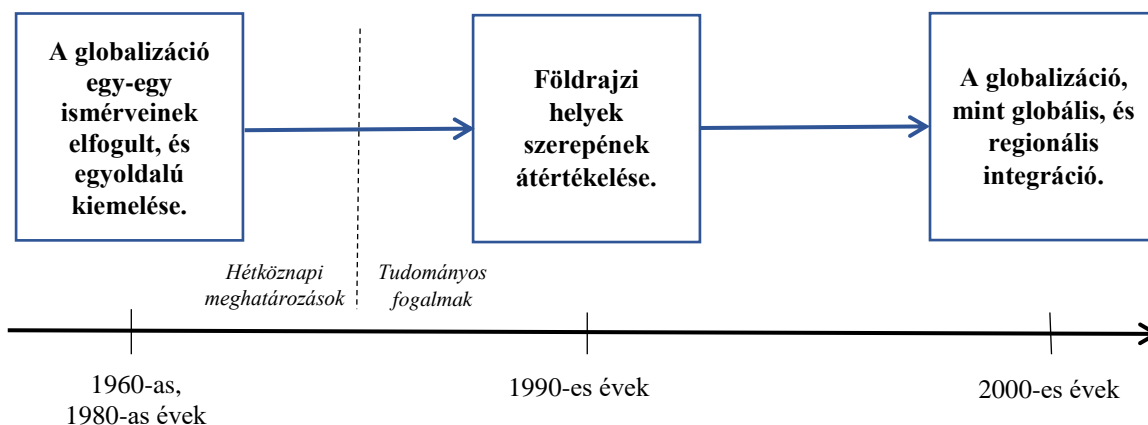 A globalizáció
egy-egy
ismérveinek
elfogult, és
egyoldalú
kiemelése.
Földrajzi
helyek
szerepének
átértékelése.
A globalizáció,
mint globális, és
regionális
integráció.
Hétköznapi
meghatározások
Tudományos
fogalmak
1960-as,
1980-as évek
1990-es évek
2000-es évek